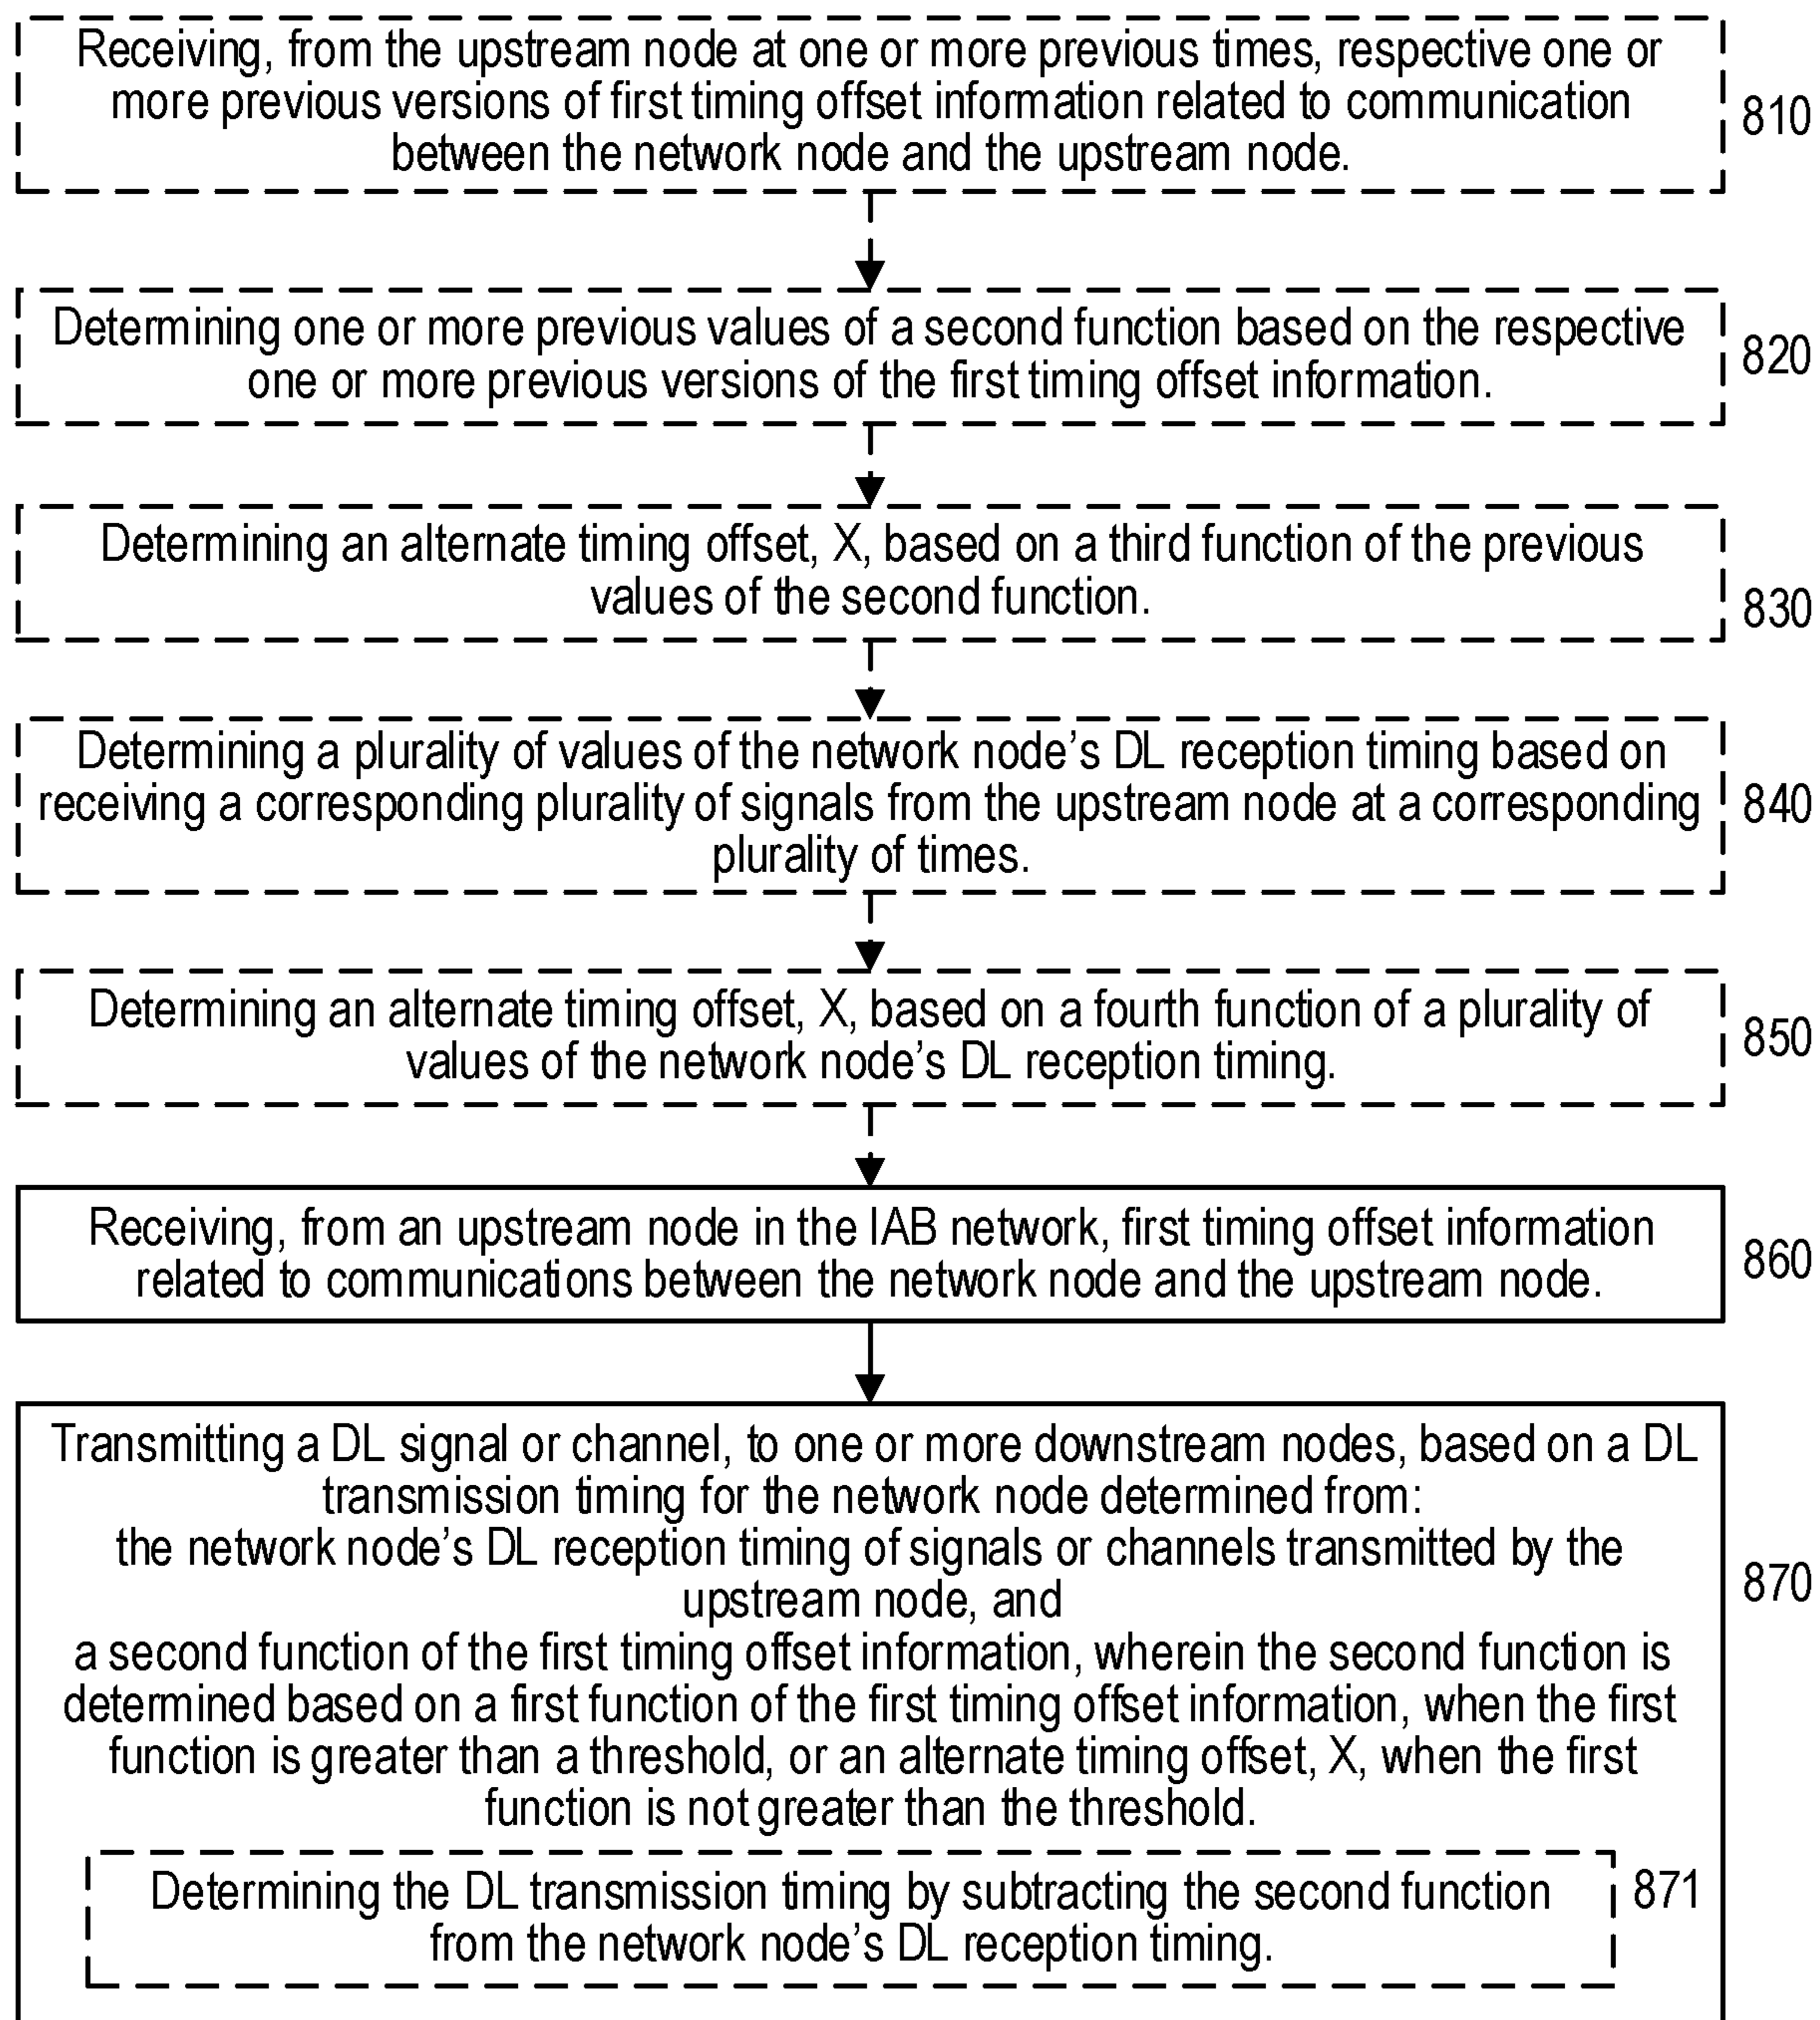 Receiving, from the upstream node at one or more previous times, respective one or
more previous versions of first timing offset information related to communication
between the network node and the upstream node.
810
Determining one or more previous values of a second function based on the respective
one or more previous versions of the first timing offset information.
820
Determining an alternate timing offset, X, based on a third function of the previous
values of the second function.
830
Determining a plurality of values of the network node's DL reception timing based on
receiving a corresponding plurality of signals from the upstream node at a corresponding
plurality of times.
840
Determining an alternate timing offset, X, based on a fourth function of a plurality of
values of the network node's DL reception timing.
850
Receiving, from an upstream node in the IAB network, first timing offset information
related to communications between the network node and the upstream node.
860
Transmitting a DL signal or channel, to one or more downstream nodes, based on a DL
transmission timing for the network node determined from:
the network node's DL reception timing of signals or channels transmitted by the
upstream node, and
a second function of the first timing offset information, wherein the second function is
determined based on a first function of the first timing offset information, when the first
function is greater than a threshold, or an alternate timing offset, X, when the first
function is not greater than the threshold.
870
Determining the DL transmission timing by subtracting the second function
from the network node's DL reception timing.
871